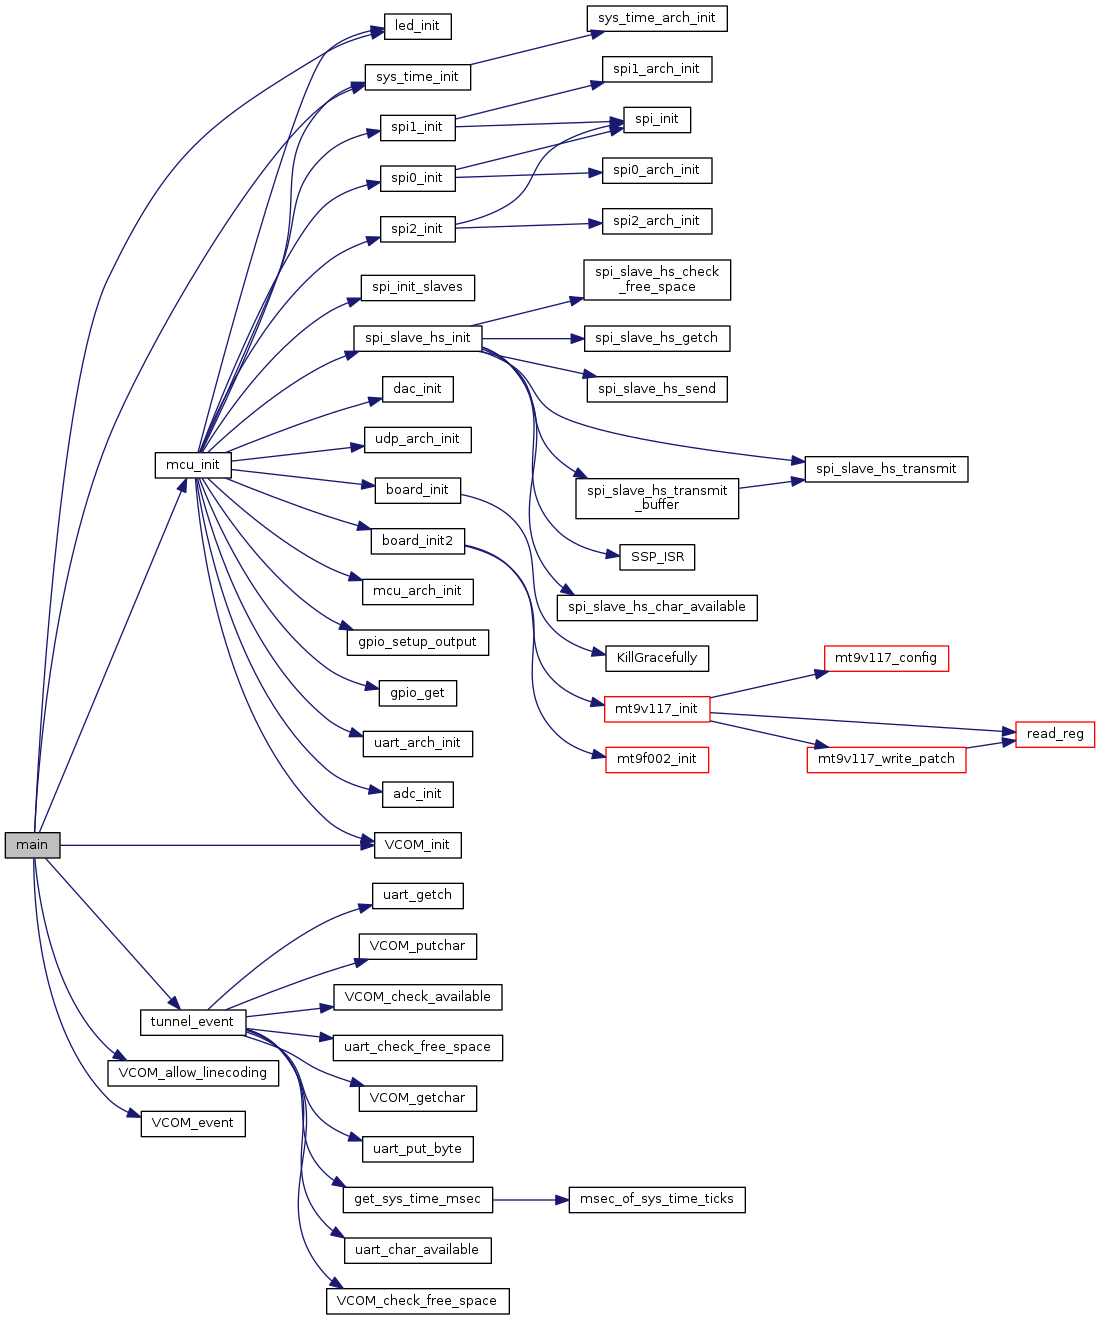 led_init
sys_time_arch_init
sys_time_init
spi1_arch_init
spi1_init
spi_init
spi0_init
spi0_arch_init
spi2_init
spi2_arch_init
spi_init_slaves
spi_slave_hs_check
_free_space
spi_slave_hs_init
spi_slave_hs_getch
dac_init
spi_slave_hs_send
udp_arch_init
mcu_init
spi_slave_hs_transmit
board_init
spi_slave_hs_transmit
_buffer
board_init2
SSP_ISR
mcu_arch_init
spi_slave_hs_char_available
gpio_setup_output
KillGracefully
mt9v117_config
gpio_get
mt9v117_init
read_reg
uart_arch_init
mt9f002_init
mt9v117_write_patch
adc_init
main
VCOM_init
uart_getch
VCOM_putchar
VCOM_check_available
tunnel_event
uart_check_free_space
VCOM_allow_linecoding
VCOM_getchar
VCOM_event
uart_put_byte
get_sys_time_msec
msec_of_sys_time_ticks
uart_char_available
VCOM_check_free_space